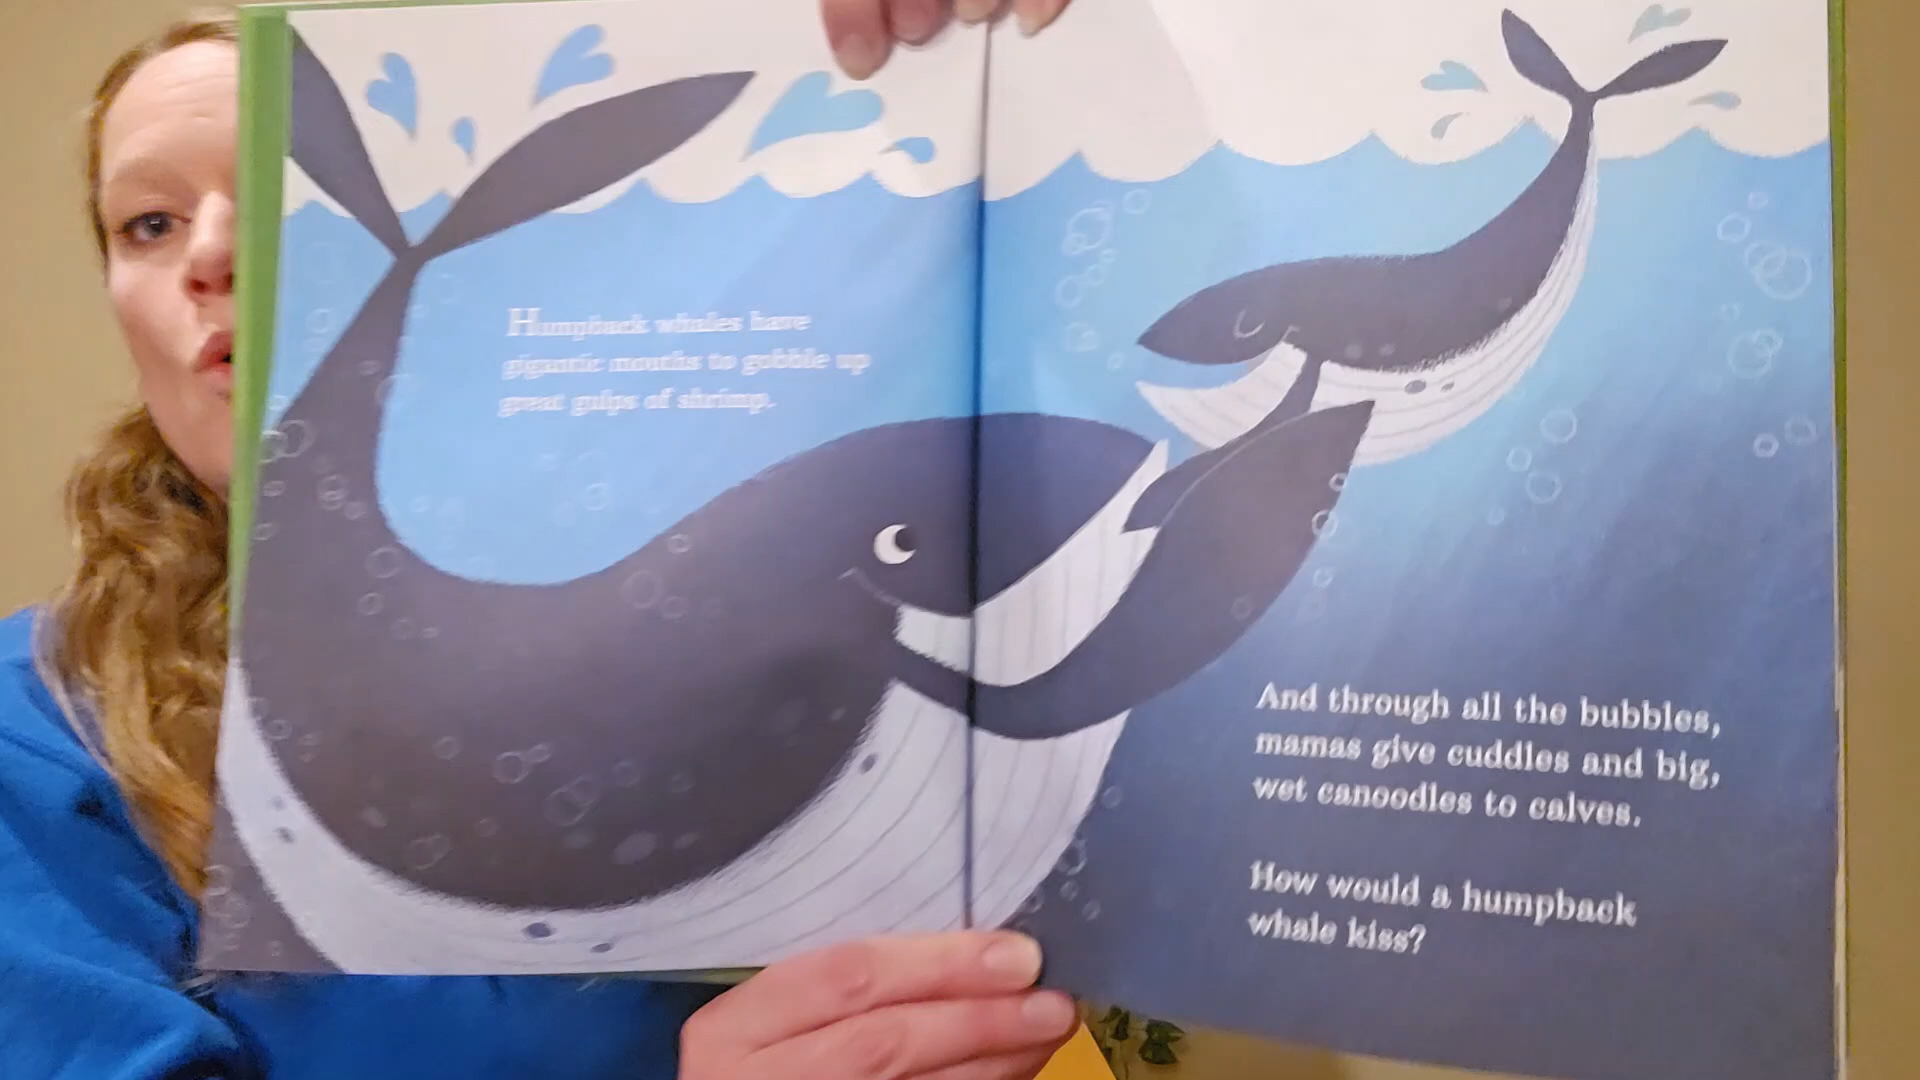 Humpback whales have
gigantic mouths to gobble up
great gulps of shrimp.
And through all the bubbles,
mamas give cuddles and big,
wet canoodles to calves.
How would a humpback
whale kiss?